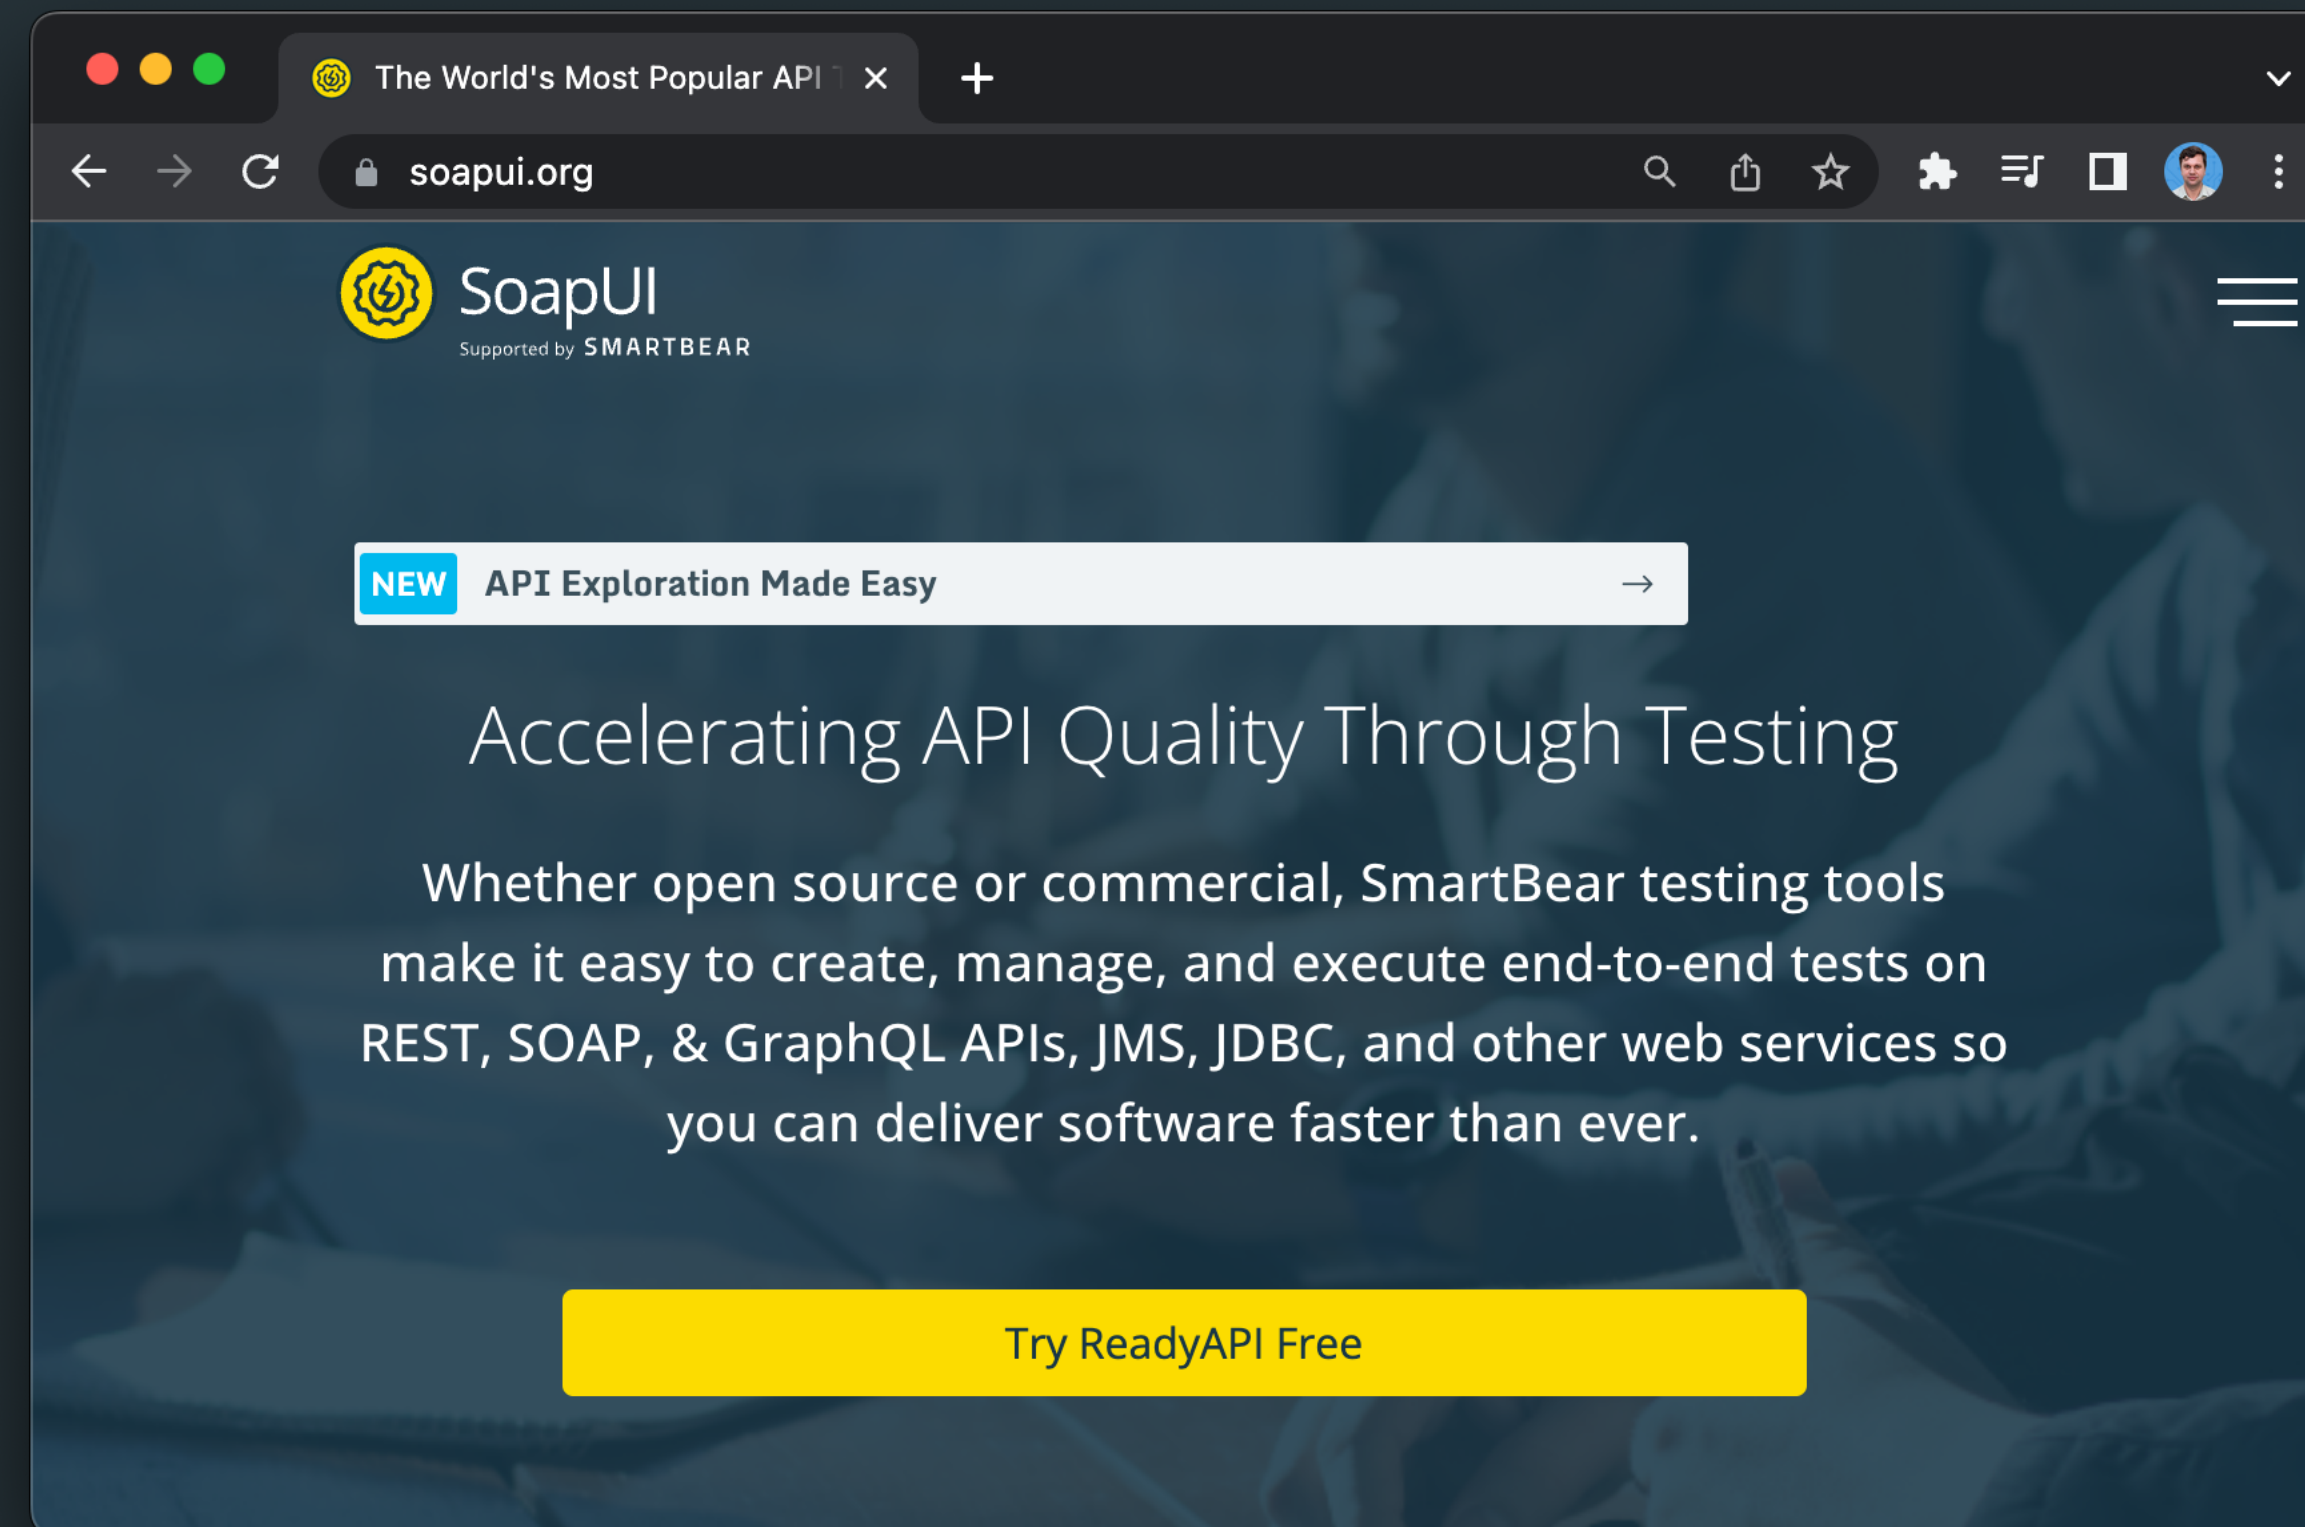 The World's Most Popular API
soapui.org
SoapUI
Supported by SMARTBEAR
NEW API Exploration Made Easy →
Accelerating API Quality Through Testing
Whether open source or commercial, SmartBear testing tools
make it easy to create, manage, and execute end-to-end tests on
REST, SOAP, & GraphQL APIs, JMS, JDBC, and other web services so
you can deliver software faster than ever.
Try ReadyAPI Free